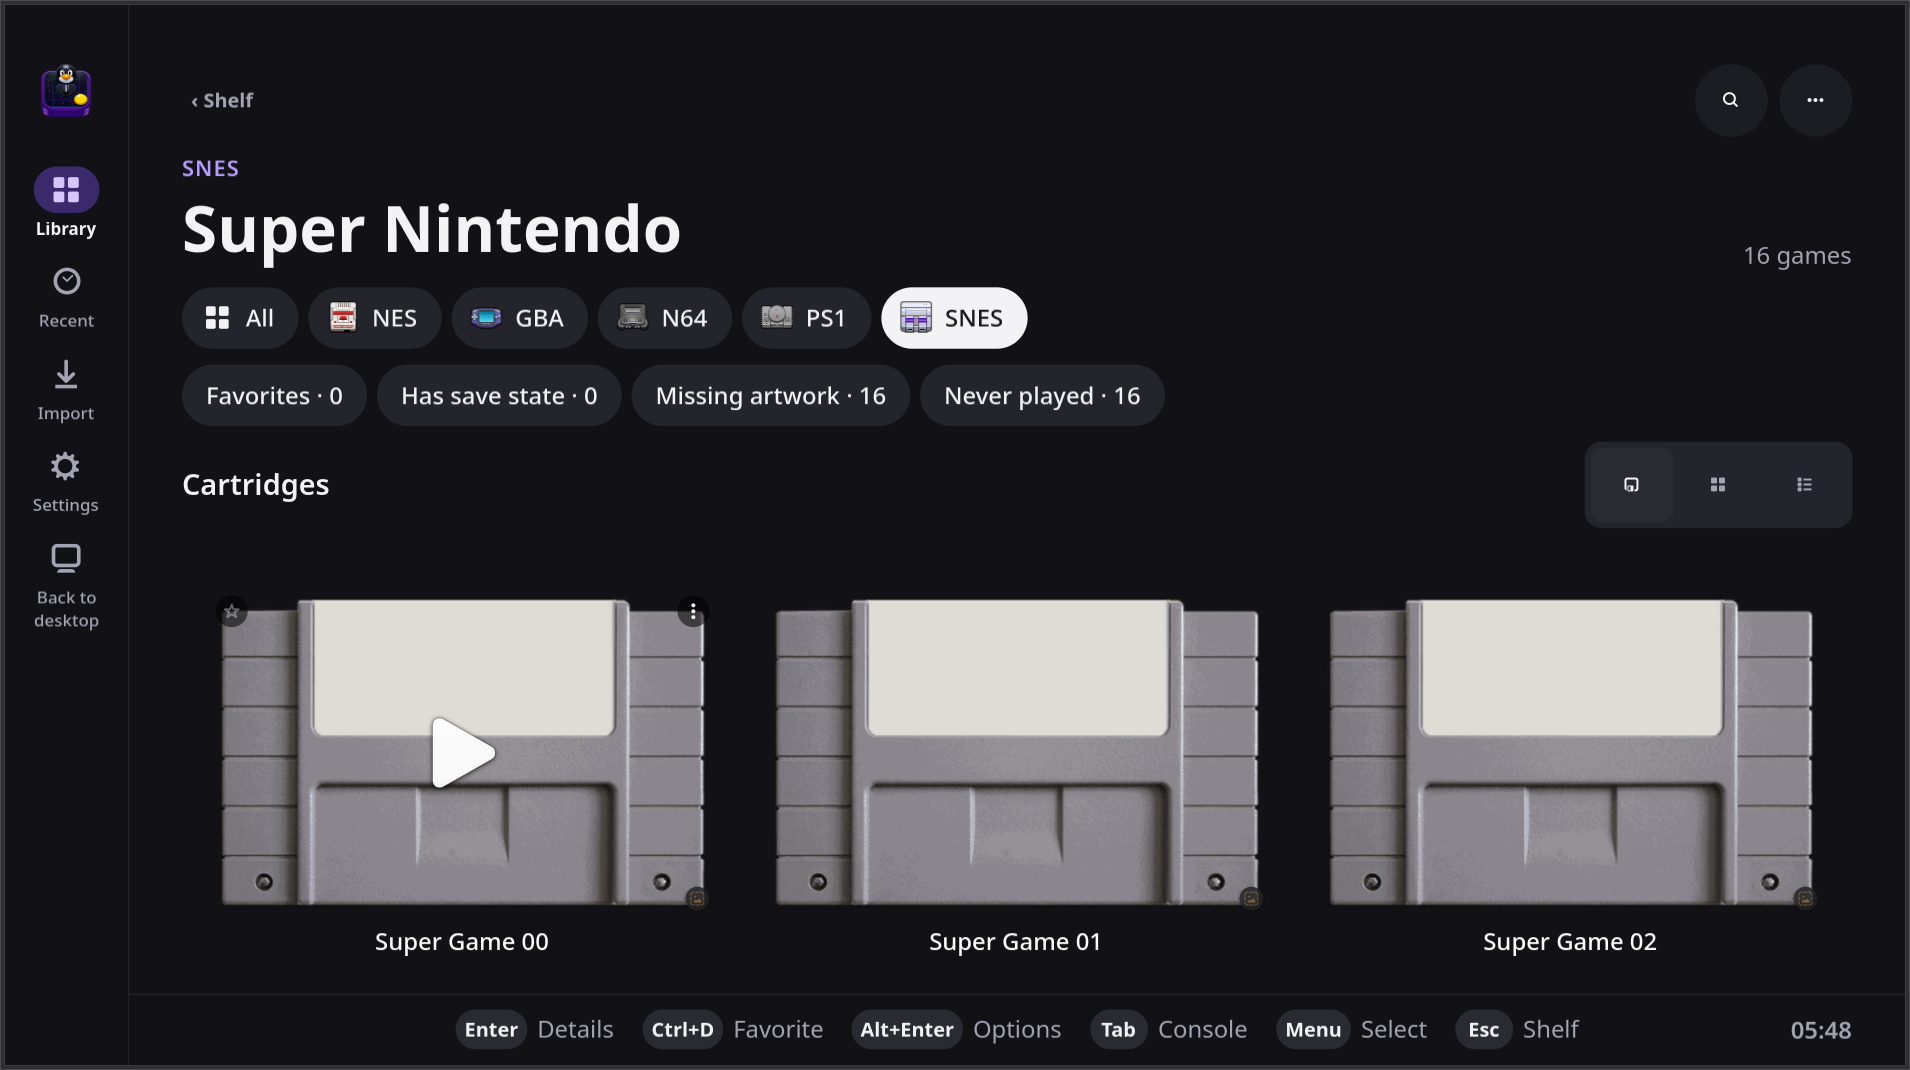 ‹ Shelf
SNES
Super Nintendo
16 games
All
NES
GBA
N64
PS1
SNES
Favorites · 0
Has save state · 0
Missing artwork · 16
Never played · 16
Cartridges
Library
Recent
Import
Settings
Back to
desktop
Super Game 00
Super Game 01
Super Game 02
Enter Details
Ctrl+D Favorite
Alt+Enter Options
Tab Console
Menu Select
Esc Shelf
05:48